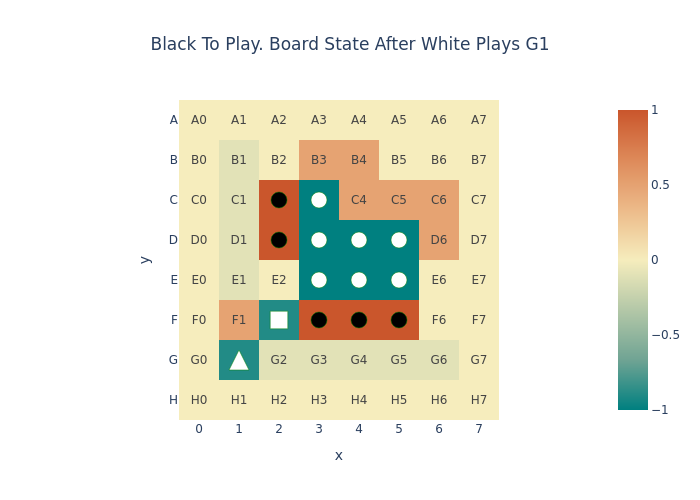 Black To Play. Board State After White Plays G1
A A0 A1 A2 A3 A4 A5 A6 A7
B B0 B1 B2 B3 B4 B5 B6 B7
C C0 C1 C4 C5 C6 C7
D D0 D1 D6 D7
E E0 E1 E2 E6 E7
F F0 F1 F6 F7
G G0 G2 G3 G4 G5 G6 G7
H H0 H1 H2 H3 H4 H5 H6 H7
0 1 2 3 4 5 6 7
x
y
1
0.5
0
−0.5
−1